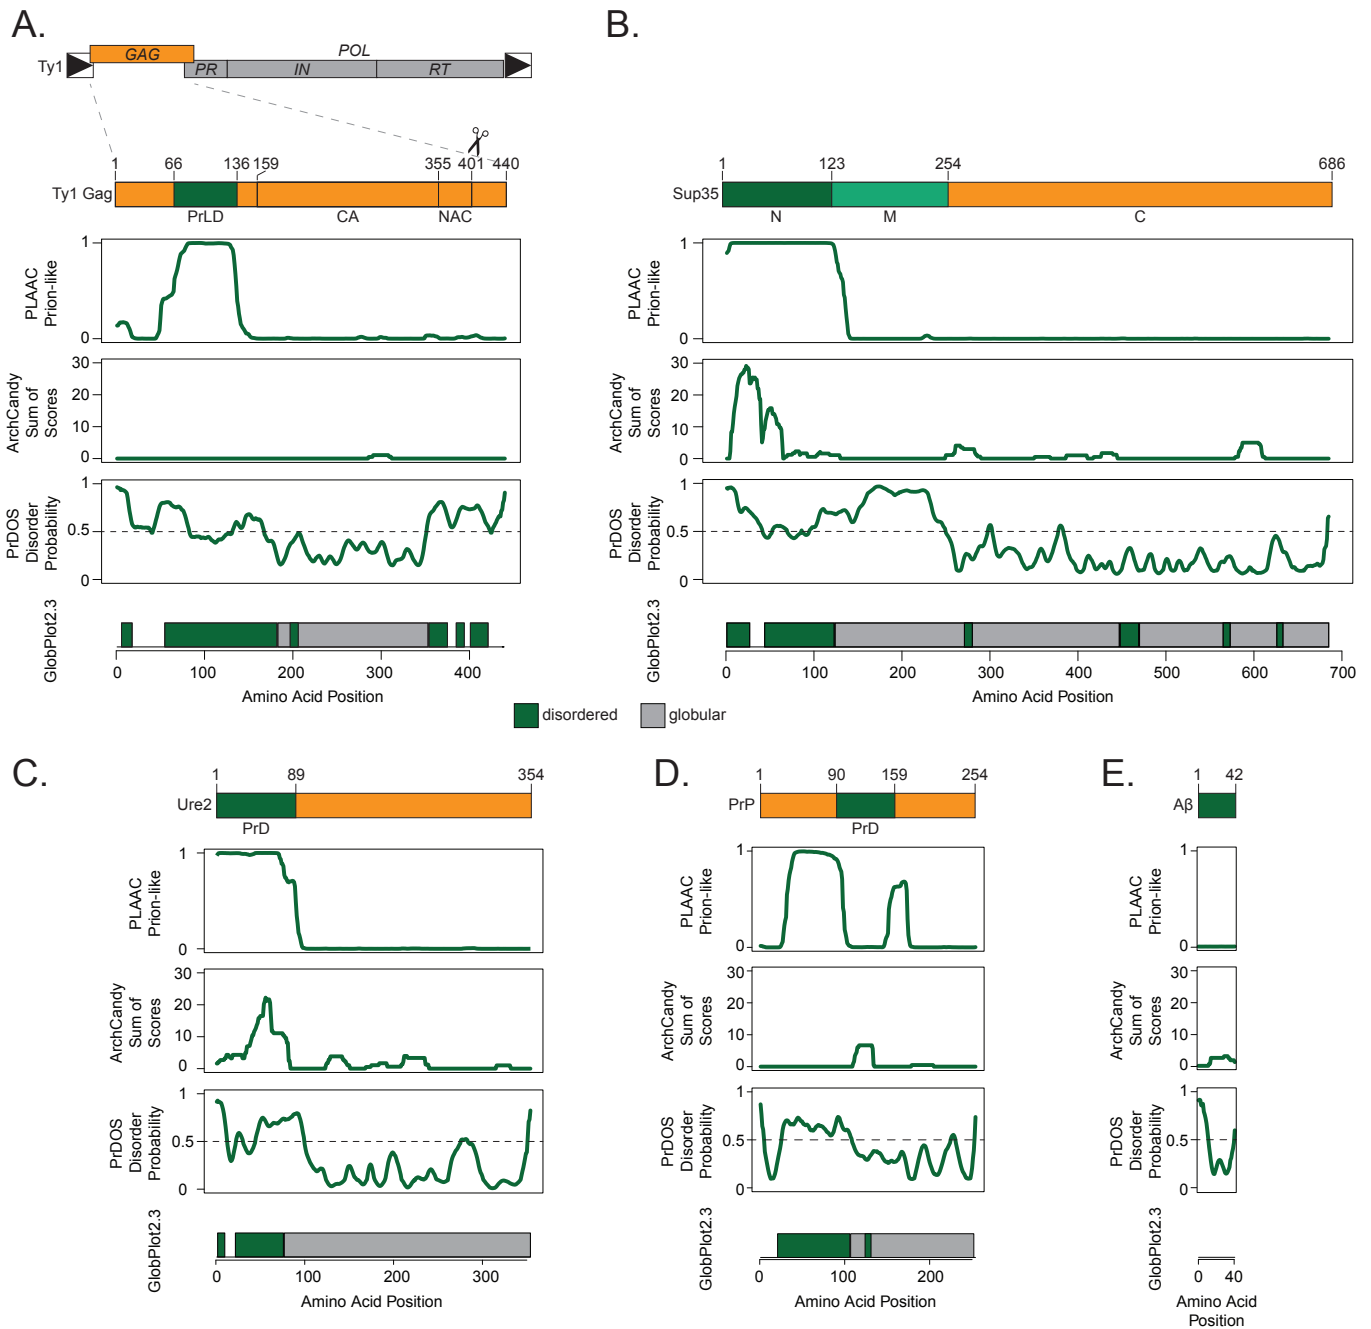 A.
GAG
POL
Ty1
PR
IN
RT
1
66
136
159
355
401
440
Ty1 Gag
PrLD
CA
NAC
PLAAC
Prion-like
1
0
ArchCandy
Sum of
Scores
30
20
10
0
PrDOS
Disorder
Probability
1
0.5
0
GlobPlot2.3
0
100
200
300
400
Amino Acid Position
B.
1
123
254
686
Sup35
N
M
C
PLAAC
Prion-like
1
0
ArchCandy
Sum of
Scores
30
20
10
0
PrDOS
Disorder
Probability
1
0.5
0
GlobPlot2.3
0
100
200
300
400
500
600
700
Amino Acid Position
disordered
globular
C.
1
89
354
Ure2
PrD
PLAAC
Prion-like
1
0
ArchCandy
Sum of
Scores
30
20
10
0
PrDOS
Disorder
Probability
1
0.5
0
GlobPlot2.3
0
100
200
300
Amino Acid Position
D.
1
90
159
254
PrP
PrD
PLAAC
Prion-like
1
0
ArchCandy
Sum of
Scores
30
20
10
0
PrDOS
Disorder
Probability
1
0.5
0
GlobPlot2.3
0
100
200
Amino Acid Position
E.
1
42
Aβ
PLAAC
Prion-like
1
0
ArchCandy
Sum of
Scores
30
20
10
0
PrDOS
Disorder
Probability
1
0.5
0
GlobPlot2.3
0
40
Amino Acid
Position